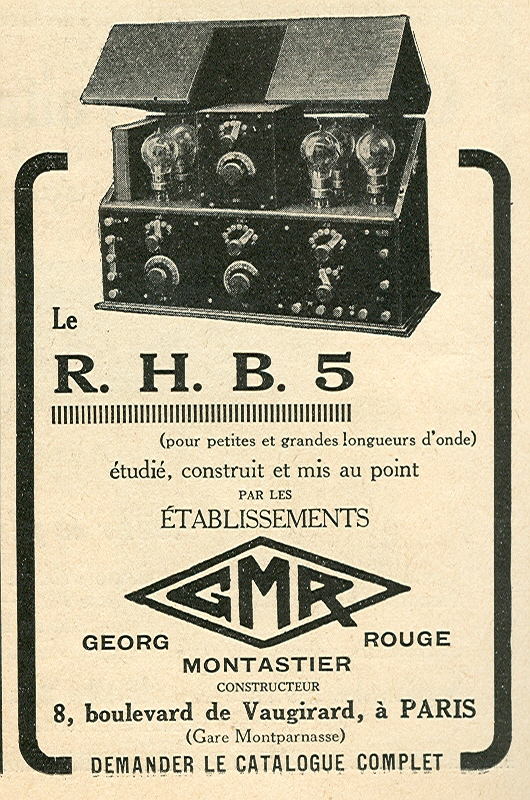 Le
R. H. B. 5
(pour petites et grandes longueurs d'onde)
étudié, construit et mis au point
PAR LES
ÉTABLISSEMENTS
GMR
GEORG ROUGE
MONTASTIER
CONSTRUCTEUR
8, boulevard de Vaugirard, à PARIS
(Gare Montparnasse)
DEMANDER LE CATALOGUE COMPLET